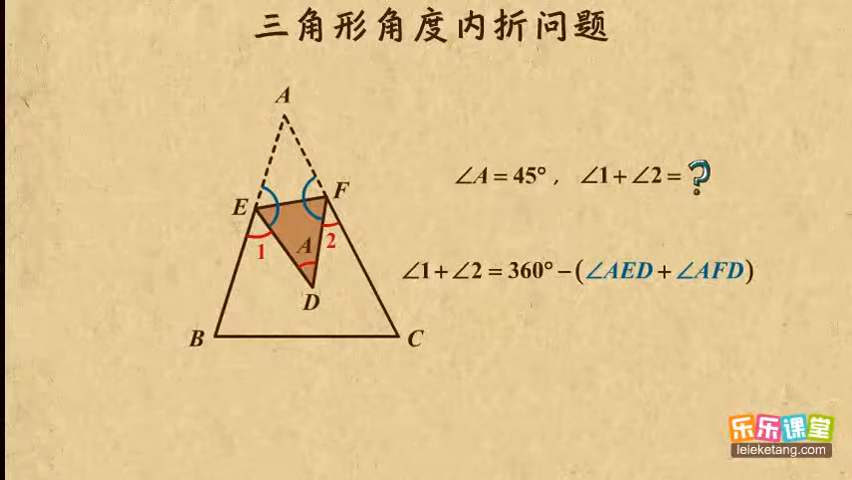 三角形角度内折问题
A
∠A = 45° , ∠1 + ∠2 = ?
E
F
1
A
2
∠1 + ∠2 = 360° − (∠AED + ∠AFD)
D
B
C
乐乐课堂
leleketang.com